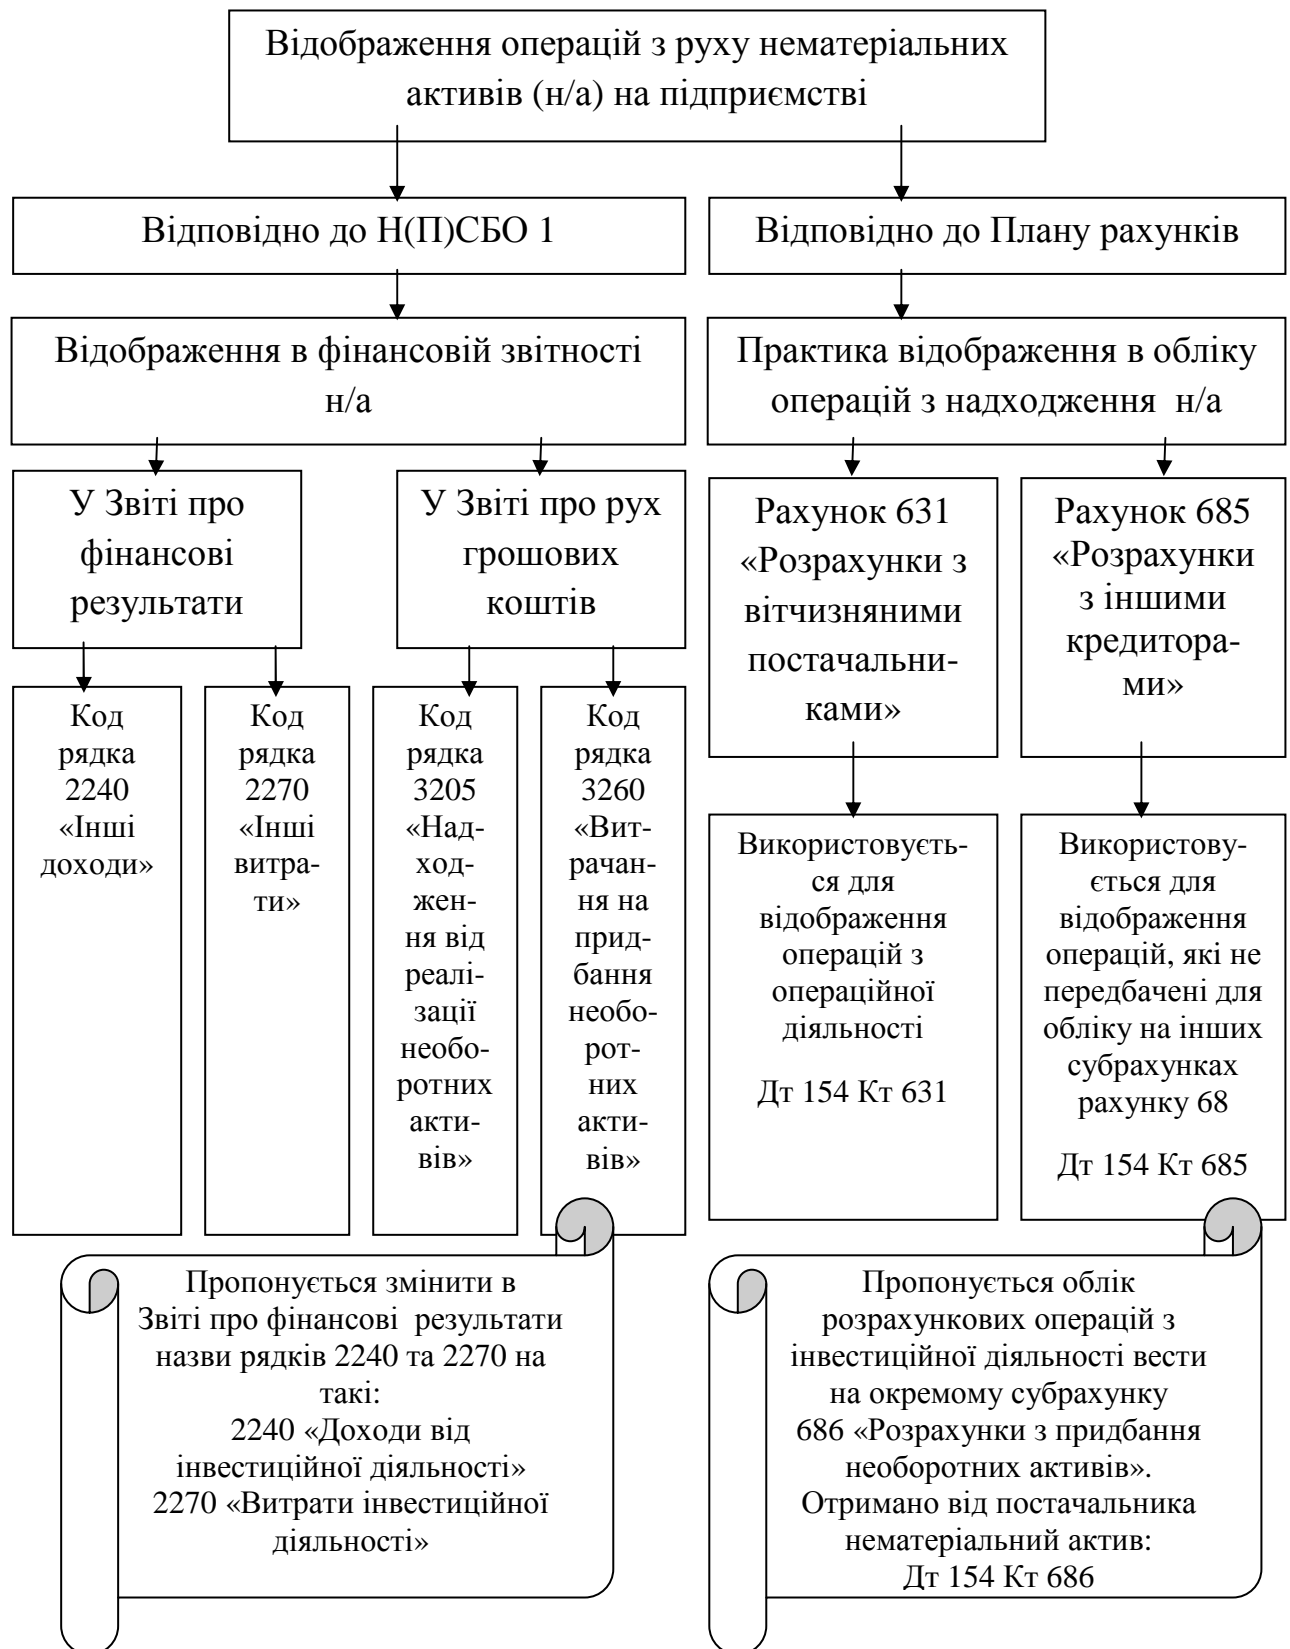 Відображення операцій з руху нематеріальних
активів (н/а) на підприємстві
Відповідно до Н(П)СБО 1
Відповідно до Плану рахунків
Відображення в фінансовій звітності
н/а
Практика відображення в обліку
операцій з надходження н/а
У Звіті про
фінансові
результати
У Звіті про рух
грошових
коштів
Рахунок 631
«Розрахунки з
вітчизняними
постачальни-
ками»
Рахунок 685
«Розрахунки
з іншими
кредитора-
ми»
Код
рядка
2240
«Інші
доходи»
Код
рядка
2270
«Інші
витра-
ти»
Код
рядка
3205
«Над-
ход-
жен-
ня від
реалі-
зації
необо-
ротних
акти-
вів»
Код
рядка
3260
«Вит-
рачан-
ня на
прид-
бання
необо-
рот-
них
акти-
вів»
Використовуєть-
ся для
відображення
операцій з
операційної
діяльності
Дт 154 Кт 631
Використову-
ється для
відображення
операцій, які не
передбачені для
обліку на інших
субрахунках
рахунку 68
Дт 154 Кт 685
Пропонується змінити в
Звіті про фінансові результати
назви рядків 2240 та 2270 на
такі:
2240 «Доходи від
інвестиційної діяльності»
2270 «Витрати інвестиційної
діяльності»
Пропонується облік
розрахункових операцій з
інвестиційної діяльності вести
на окремому субрахунку
686 «Розрахунки з придбання
необоротних активів».
Отримано від постачальника
нематеріальний актив:
Дт 154 Кт 686